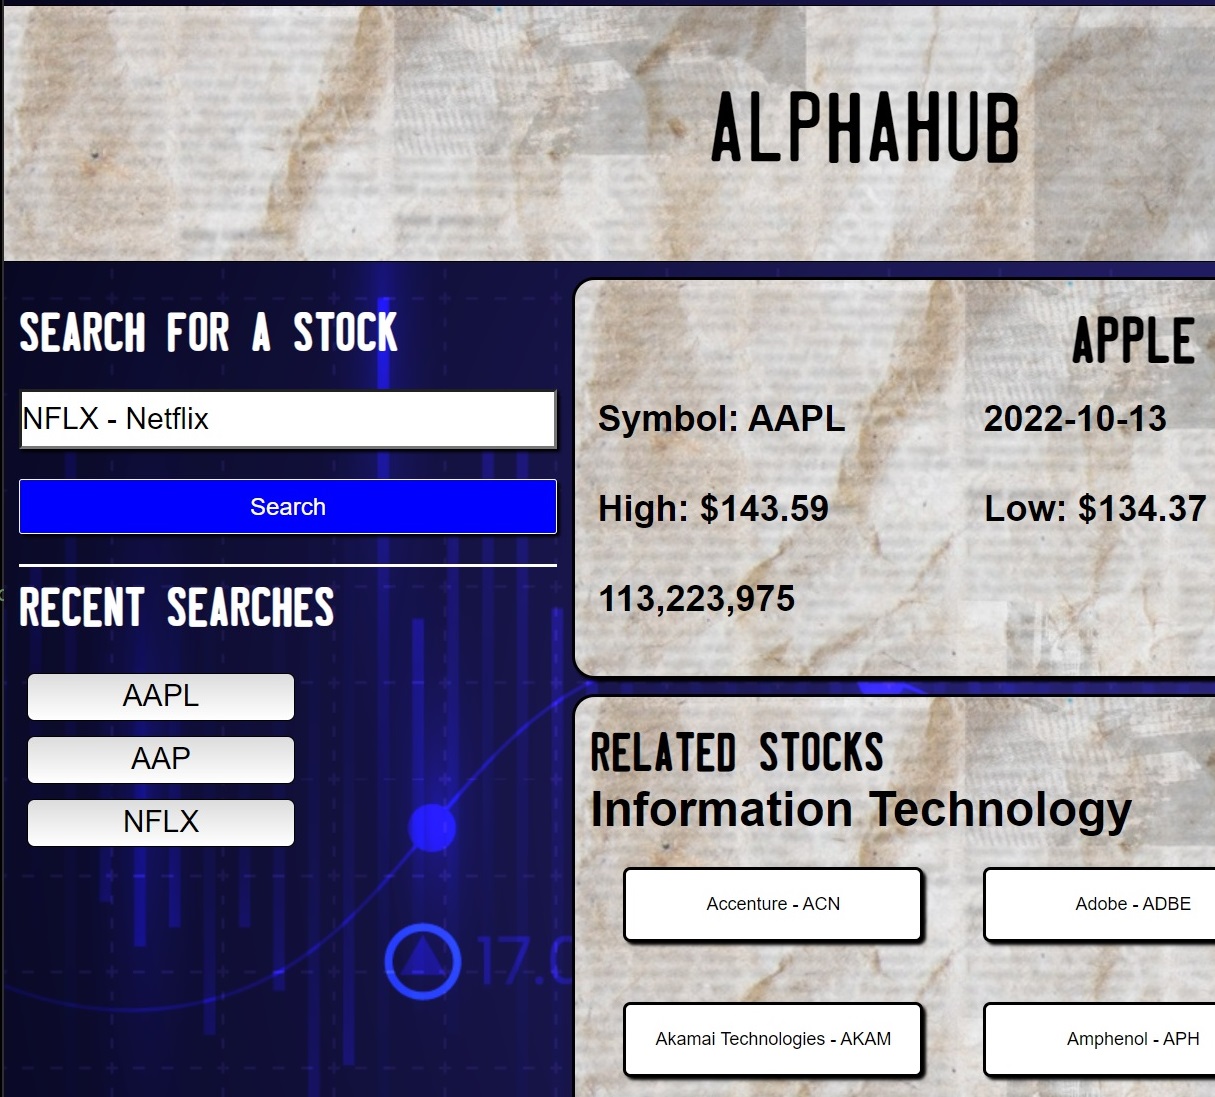 ALPHAHUB
SEARCH FOR A STOCK
NFLX - Netflix
Search
RECENT SEARCHES
AAPL
AAP
NFLX
17.0
APPLE
Symbol: AAPL
2022-10-13
High: $143.59
Low: $134.37
113,223,975
RELATED STOCKS
Information Technology
Accenture - ACN
Adobe - ADBE
Akamai Technologies - AKAM
Amphenol - APH